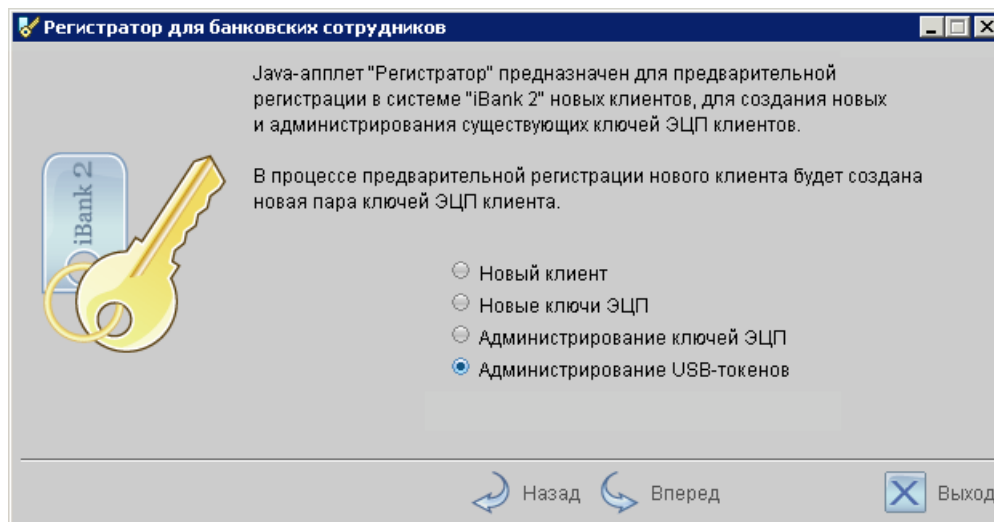 Регистратор для банковских сотрудников
Java-апплет "Регистратор" предназначен для предварительной
регистрации в системе "iBank 2" новых клиентов, для создания новых
и администрирования существующих ключей ЭЦП клиентов.
В процессе предварительной регистрации нового клиента будет создана
новая пара ключей ЭЦП клиента.
iBank 2
Новый клиент
Новые ключи ЭЦП
Администрирование ключей ЭЦП
Администрирование USB-токенов
Назад
Вперед
Выход